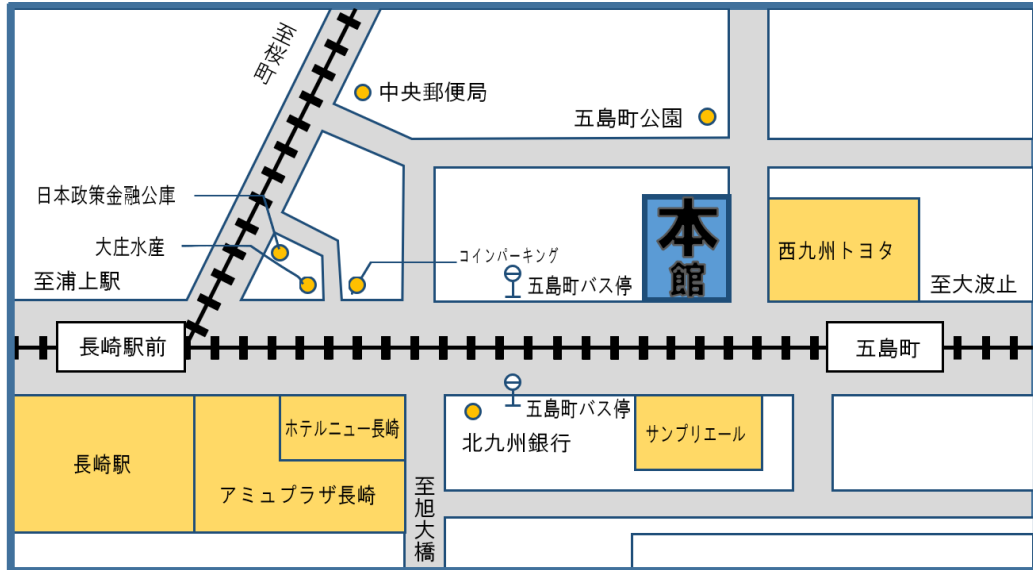 至桜町
中央郵便局
五島町公園
日本政策金融公庫
大庄水産
至浦上駅
コインパーキング
五島町バス停
本
館
西九州トヨタ
至大波止
長崎駅前
五島町
五島町バス停
北九州銀行
サンプリエール
ホテルニュー長崎
長崎駅
アミュプラザ長崎
至旭大橋